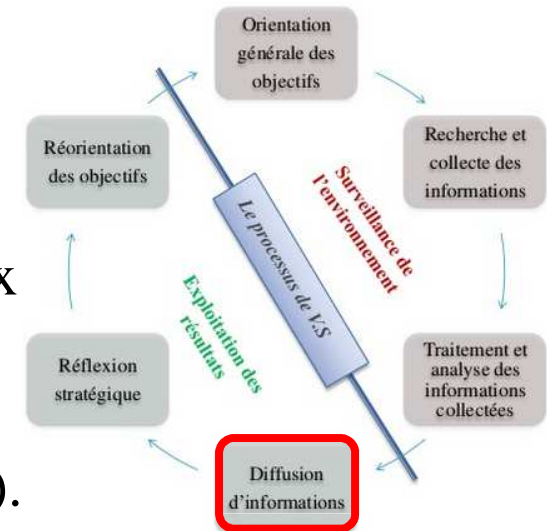 Orientation
générale des
objectifs
Recherche et
collecte des
informations
Traitement et
analyse des
informations
collectées
Diffusion
d'informations
Réflexion
stratégique
Réorientation
des objectifs
Surveillance de
l'environnement
Le processus de V.S
Exploitation des
résultats
x
).